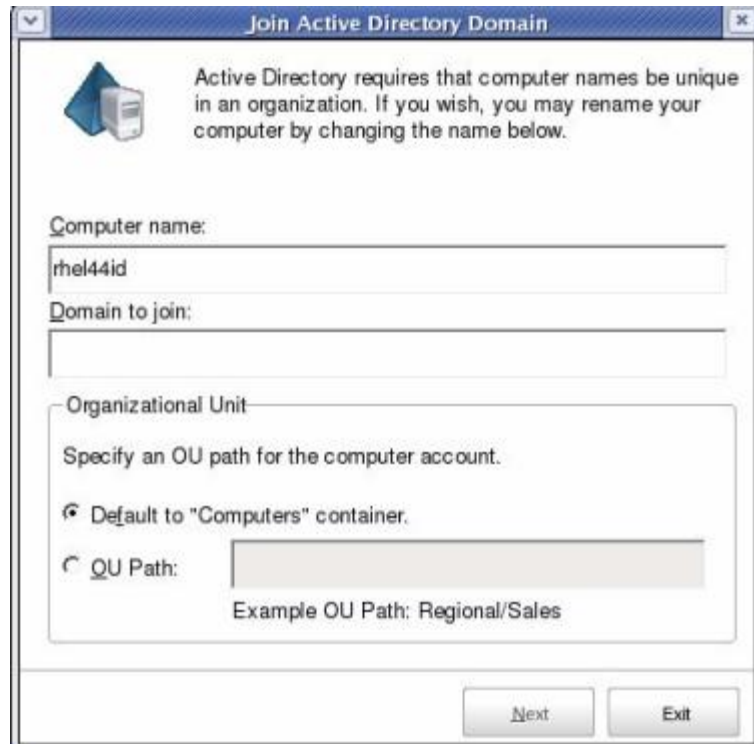 Join Active Directory Domain
Active Directory requires that computer names be unique
in an organization. If you wish, you may rename your
computer by changing the name below.
Computer name:
rhel44id
Domain to join:
Organizational Unit
Specify an OU path for the computer account.
Default to "Computers" container.
OU Path:
Example OU Path: Regional/Sales
Next
Exit